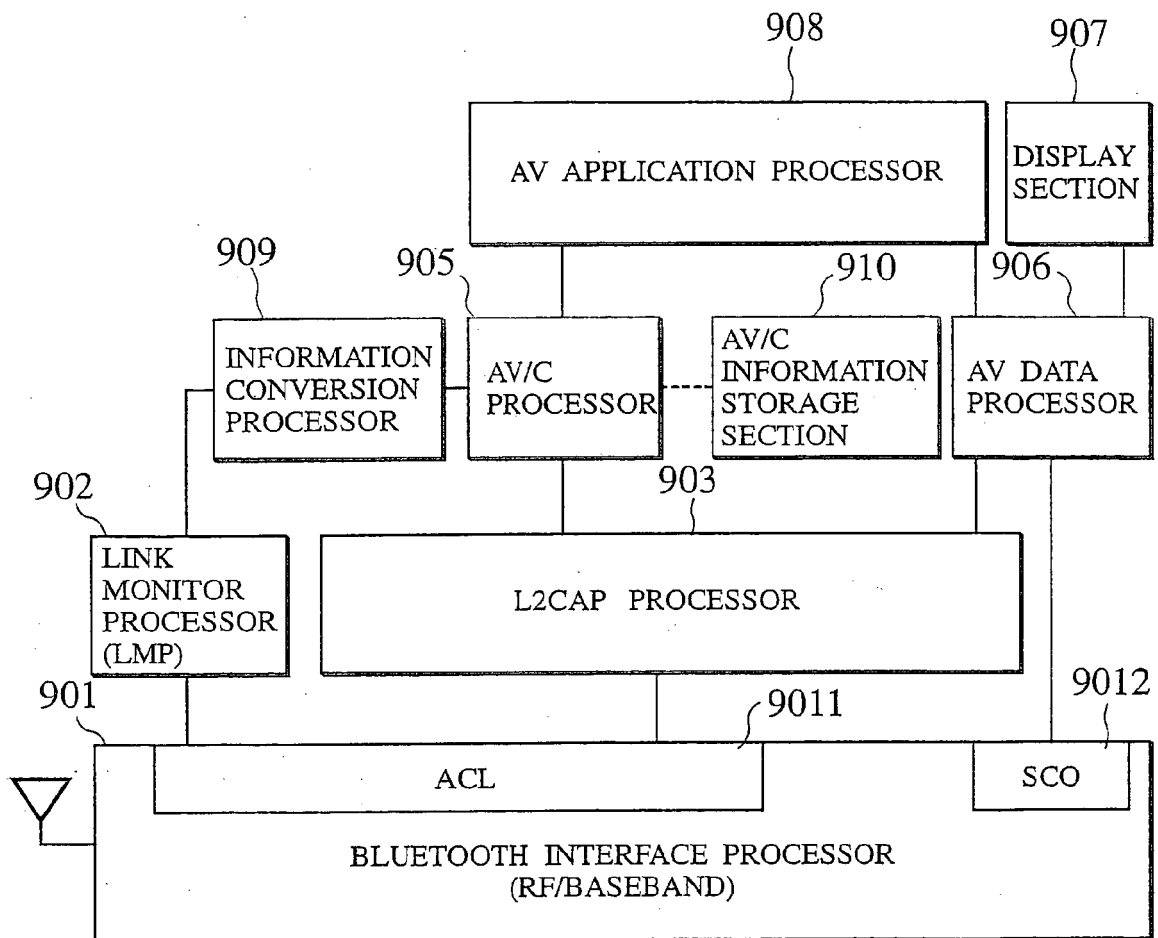 908
907
AV APPLICATION PROCESSOR
DISPLAY
SECTION
909
905
910
906
INFORMATION
CONVERSION
PROCESSOR
AV/C
PROCESSOR
AV/C
INFORMATION
STORAGE
SECTION
AV DATA
PROCESSOR
902
903
LINK
MONITOR
PROCESSOR
(LMP)
L2CAP PROCESSOR
901
9011
9012
ACL
SCO
BLUETOOTH INTERFACE PROCESSOR
(RF/BASEBAND)